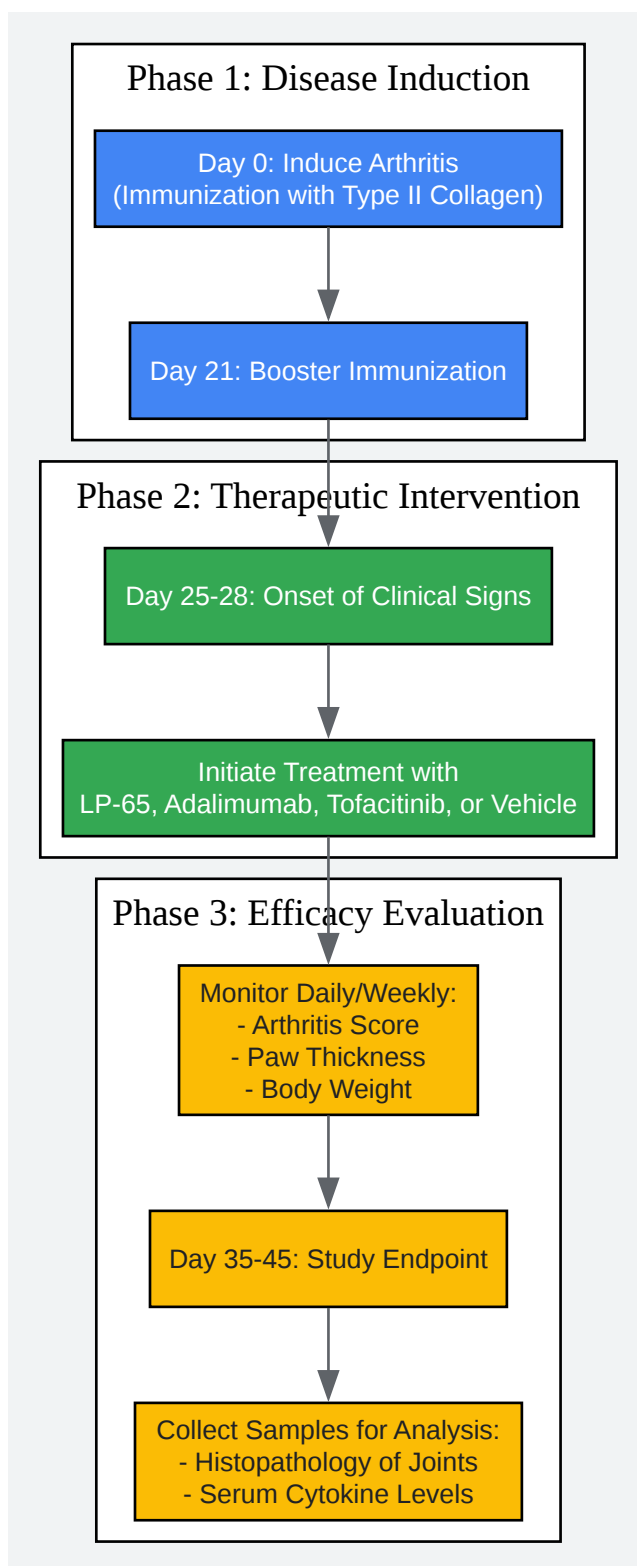 Phase 1: Disease Induction
Day 0: Induce Arthritis
(Immunization with Type II Collagen)
Day 21: Booster Immunization
Phase 2: Therapeutic Intervention
Day 25-28: Onset of Clinical Signs
Initiate Treatment with
LP-65, Adalimumab, Tofacitinib, or Vehicle
Phase 3: Efficacy Evaluation
Monitor Daily/Weekly:
- Arthritis Score
- Paw Thickness
- Body Weight
Day 35-45: Study Endpoint
Collect Samples for Analysis:
- Histopathology of Joints
- Serum Cytokine Levels